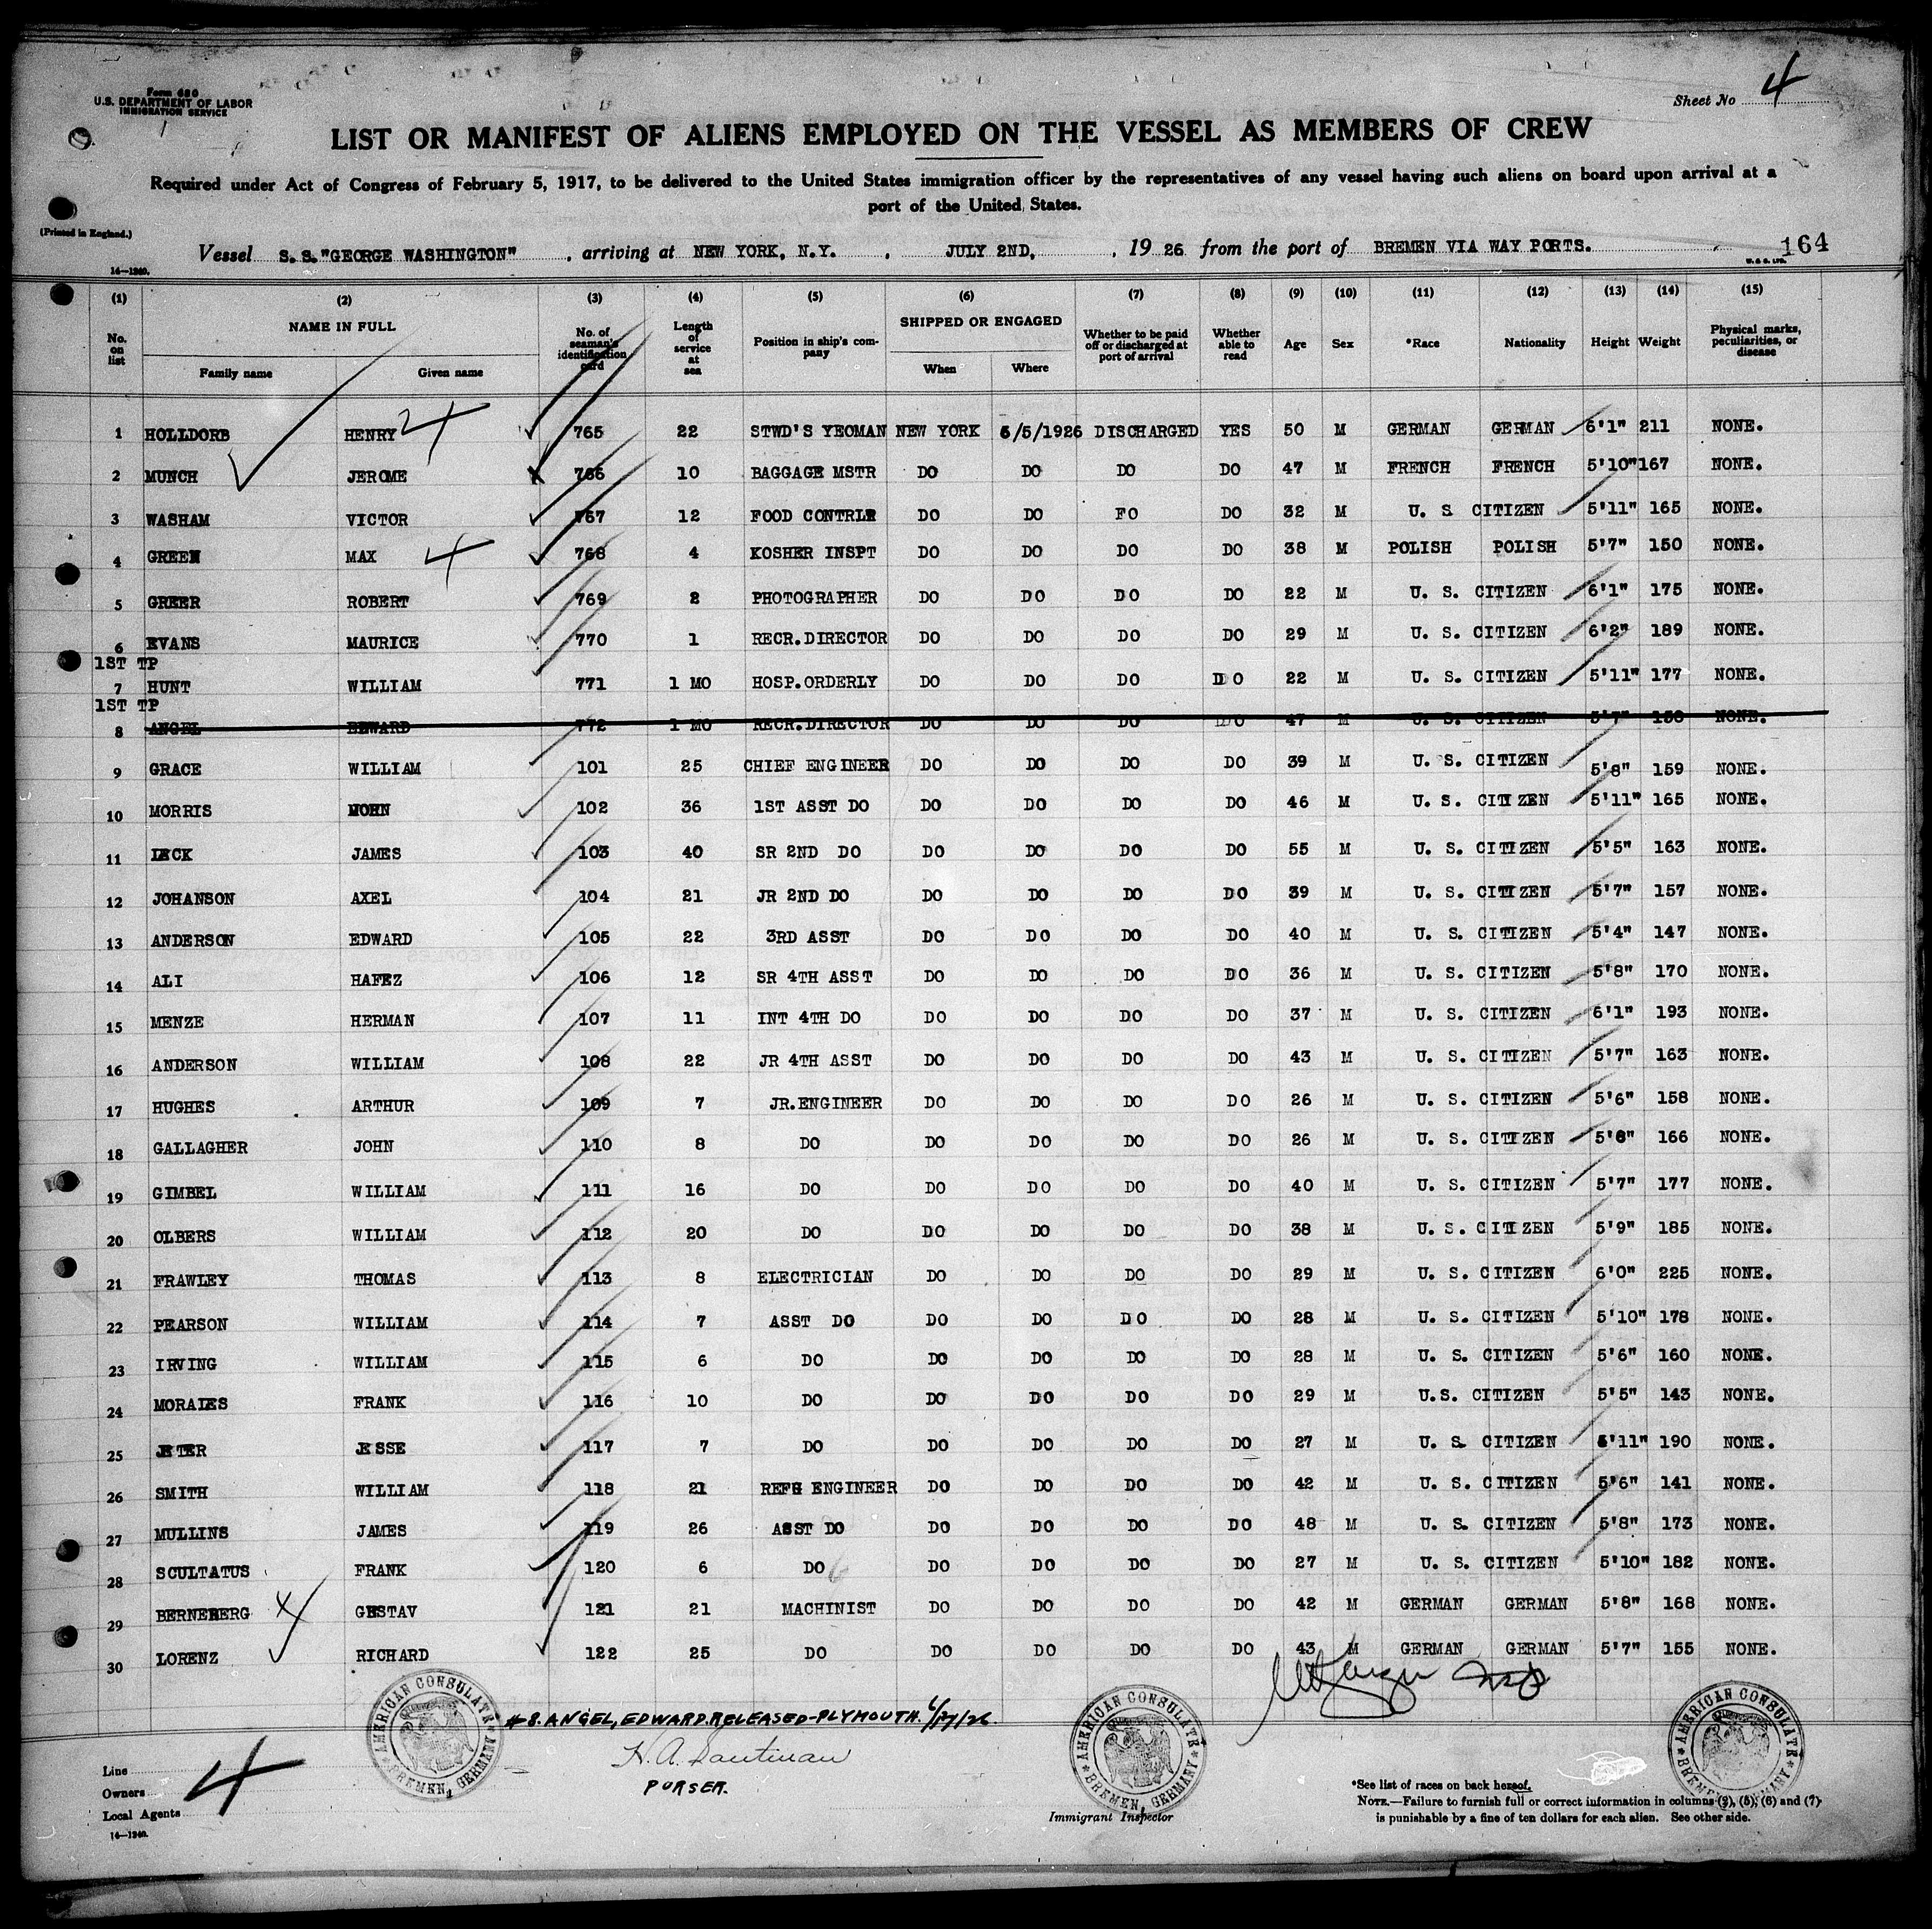 Form 680
U.S. DEPARTMENT OF LABOR
IMMIGRATION SERVICE
Sheet No 4
LIST OR MANIFEST OF ALIENS EMPLOYED ON THE VESSEL AS MEMBERS OF CREW
Required under Act of Congress of February 5, 1917, to be delivered to the United States immigration officer by the representatives of any vessel having such aliens on board upon arrival at a
port of the United States.
(Printed in England.)
Vessel S.S. "GEORGE WASHINGTON", arriving at NEW YORK, N.Y., JULY 2ND, , 1926 from the port of BREMEN VIA WAY PORTS. 164
14-1240.
(1) (2) (3) (4) (5) (6) (7) (8) (9) (10) (11) (12) (13) (14) (15)
No. on list NAME IN FULL Family name Given name No. of seaman's identification card Length of service at sea Position in ship's company SHIPPED OR ENGAGED When Where Whether to be paid off or discharged at port of arrival Whether able to read Age Sex *Race Nationality Height Weight Physical marks, peculiarities, or disease
1 HOLLDORB HENRY 4 765 22 STWD'S YEOMAN NEW YORK 5/5/1926 DISCHARGED YES 50 M GERMAN GERMAN 6'1" 211 NONE.
2 MUNCH JEROME 766 10 BAGGAGE MSTR DO DO DO DO 47 M FRENCH FRENCH 5'10" 167 NONE.
3 WASHAM VICTOR 767 12 FOOD CONTRLR DO DO FO DO 32 M U. S CITIZEN 5'11" 165 NONE.
4 GREEN MAX 4 768 4 KOSHER INSPT DO DO DO DO 38 M POLISH POLISH 5'7" 150 NONE.
5 GREER ROBERT 769 2 PHOTOGRAPHER DO DO DO DO 22 M U. S. CITIZEN 6'1" 175 NONE.
6 EVANS MAURICE 770 1 RECR.DIRECTOR DO DO DO DO 29 M U. S. CITIZEN 6'2" 189 NONE.
1ST TP
7 HUNT WILLIAM 771 1 MO HOSP.ORDERLY DO DO DO DO 22 M U. S. CITIZEN 5'11" 177 NONE.
1ST TP
8 ANGEL EDWARD 772 1 MO RECR.DIRECTOR DO DO DO DO 47 M U. S. CITIZEN 5'7" 150 NONE.
9 GRACE WILLIAM 101 25 CHIEF ENGINEER DO DO DO DO 39 M U. S. CITIZEN 5'8" 159 NONE.
10 MORRIS JOHN 102 36 1ST ASST DO DO DO DO DO 46 M U. S. CITIZEN 5'11" 165 NONE.
11 LECK JAMES 103 40 SR 2ND DO DO DO DO DO 55 M U. S. CITIZEN 5'5" 163 NONE.
12 JOHANSON AXEL 104 21 JR 2ND DO DO DO DO DO 39 M U. S. CITIZEN 5'7" 157 NONE.
13 ANDERSON EDWARD 105 22 3RD ASST DO DO DO DO 40 M U. S. CITIZEN 5'4" 147 NONE.
14 ALI HAFEZ 106 12 SR 4TH ASST DO DO DO DO 36 M U. S. CITIZEN 5'8" 170 NONE.
15 MENZE HERMAN 107 11 INT 4TH DO DO DO DO DO 37 M U. S. CITIZEN 6'1" 193 NONE.
16 ANDERSON WILLIAM 108 22 JR 4TH ASST DO DO DO DO 43 M U. S. CITIZEN 5'7" 163 NONE.
17 HUGHES ARTHUR 109 7 JR.ENGINEER DO DO DO DO 26 M U. S. CITIZEN 5'6" 158 NONE.
18 GALLAGHER JOHN 110 8 DO DO DO DO DO 26 M U. S. CITIZEN 5'8" 166 NONE.
19 GIMBEL WILLIAM 111 16 DO DO DO DO DO 40 M U. S. CITIZEN 5'7" 177 NONE.
20 OLBERS WILLIAM 112 20 DO DO DO DO DO 38 M U. S. CITIZEN 5'9" 185 NONE.
21 FRAWLEY THOMAS 113 8 ELECTRICIAN DO DO DO DO 29 M U. S. CITIZEN 6'0" 225 NONE.
22 PEARSON WILLIAM 114 7 ASST DO DO DO DO DO 28 M U. S. CITIZEN 5'10" 178 NONE.
23 IRVING WILLIAM 115 6 DO DO DO DO DO 28 M U. S. CITIZEN 5'6" 160 NONE.
24 MORALES FRANK 116 10 DO DO DO DO DO 29 M U.S. CITIZEN 5'5" 143 NONE.
25 JETER JESSE 117 7 DO DO DO DO DO 27 M U. S. CITIZEN 5'11" 190 NONE.
26 SMITH WILLIAM 118 21 REFG ENGINEER DO DO DO DO 42 M U. S. CITIZEN 5'6" 141 NONE.
27 MULLINS JAMES 119 26 ASST DO DO DO DO DO 48 M U. S. CITIZEN 5'8" 173 NONE.
28 SCULTATUS FRANK 120 6 DO DO DO DO DO 27 M U. S. CITIZEN 5'10" 182 NONE.
29 BERNEBERG 4 GUSTAV 121 21 MACHINIST DO DO DO DO 42 M GERMAN GERMAN 5'8" 168 NONE.
30 LORENZ RICHARD 122 25 DO DO DO DO DO 43 M GERMAN GERMAN 5'7" 155 NONE.
#8. ANGEL, EDWARD. RELEASED-PLYMOUTH. 6/17/26.
PURSER.
AMERICAN CONSULATE BREMEN, GERMANY
AMERICAN CONSULATE BREMEN, GERMANY
AMERICAN CONSULATE BREMEN, GERMANY
Line
Owners 4
Local Agents
14-1240.
Immigrant Inspector
*See list of races on back hereof.
NOTE.—Failure to furnish full or correct information in columns (3), (5), (6) and (7)
is punishable by a fine of ten dollars for each alien. See other side.